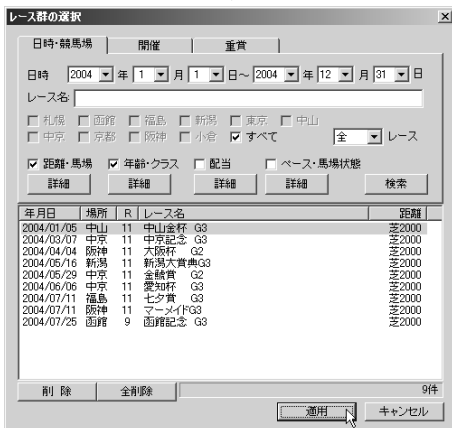 レース群の選択
日時・競馬場 開催 重賞
日時 2004 年 1 月 1 日～ 2004 年 12 月 31 日
レース名
札幌 函館 福島 新潟 東京 中山
中京 京都 阪神 小倉 すべて 全 レース
距離・馬場 年齢・クラス 配当 ペース・馬場状態
詳細 詳細 詳細 詳細 検索
年月日 場所 R レース名 距離
2004/01/05 中山 11 中山金杯 G3 芝2000
2004/03/07 中京 11 中京記念 G3 芝2000
2004/04/04 阪神 11 大阪杯 G2 芝2000
2004/05/16 新潟 11 新潟大賞典G3 芝2000
2004/05/29 中京 11 金鯱賞 G2 芝2000
2004/06/06 中京 11 愛知杯 G3 芝2000
2004/07/11 福島 11 七夕賞 G3 芝2000
2004/07/11 阪神 11 マーメイドG3 芝2000
2004/07/25 函館 9 函館記念 G3 芝2000
削 除 全削除 9件
適用 キャンセル